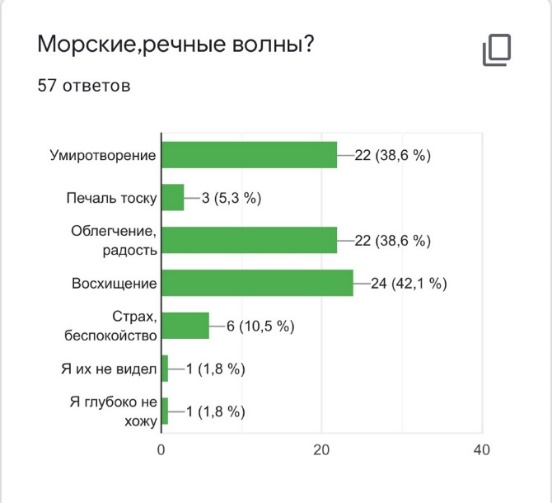 Морские,речные волны?
57 ответов
Умиротворение
22 (38,6 %)
Печаль тоску
3 (5,3 %)
Облегчение,
радость
22 (38,6 %)
Восхищение
24 (42,1 %)
Страх,
беспокойство
6 (10,5 %)
Я их не видел
1 (1,8 %)
Я глубоко не
хожу
1 (1,8 %)
0
20
40